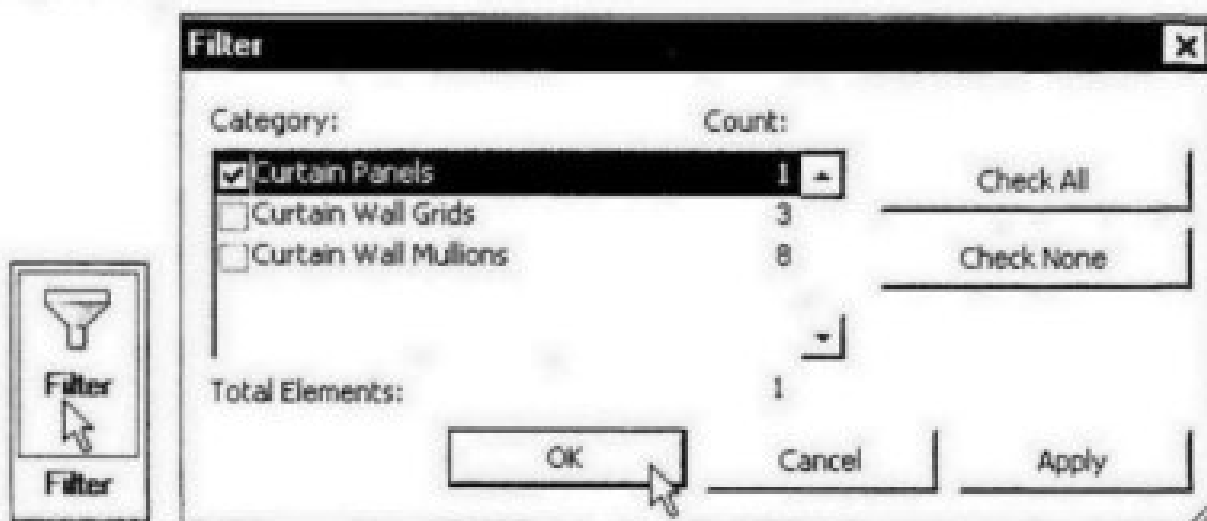 Filter
Category: Count:
Curtain Panels 1
Curtain Wall Grids 3
Curtain Wall Mullions 8
Check All
Check None
Total Elements: 1
OK Cancel Apply
Filter
Filter